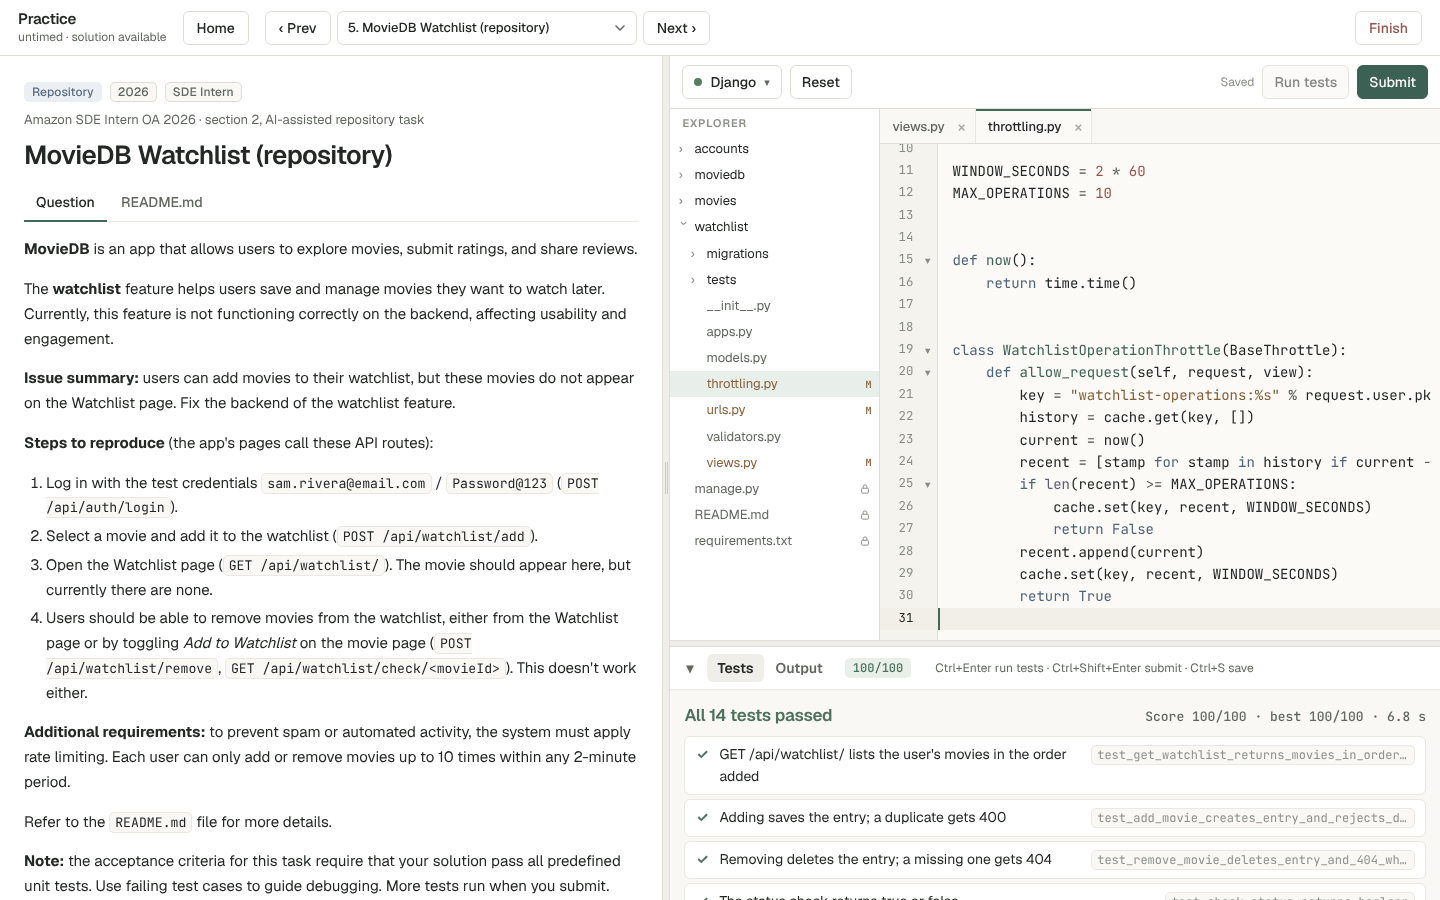 Practice
untimed · solution available
Home
‹ Prev
5. MovieDB Watchlist (repository)
Next ›
Finish
Repository
2026
SDE Intern
Amazon SDE Intern OA 2026 · section 2, AI-assisted repository task
MovieDB Watchlist (repository)
Question
README.md
MovieDB is an app that allows users to explore movies, submit ratings, and share reviews.
The watchlist feature helps users save and manage movies they want to watch later.
Currently, this feature is not functioning correctly on the backend, affecting usability and
engagement.
Issue summary: users can add movies to their watchlist, but these movies do not appear
on the Watchlist page. Fix the backend of the watchlist feature.
Steps to reproduce (the app's pages call these API routes):
1. Log in with the test credentials sam.rivera@email.com / Password@123 (POST
/api/auth/login ).
2. Select a movie and add it to the watchlist ( POST /api/watchlist/add ).
3. Open the Watchlist page ( GET /api/watchlist/ ). The movie should appear here, but
currently there are none.
4. Users should be able to remove movies from the watchlist, either from the Watchlist
page or by toggling Add to Watchlist on the movie page ( POST
/api/watchlist/remove , GET /api/watchlist/check/<movieId> ). This doesn't work
either.
Additional requirements: to prevent spam or automated activity, the system must apply
rate limiting. Each user can only add or remove movies up to 10 times within any 2-minute
period.
Refer to the README.md file for more details.
Note: the acceptance criteria for this task require that your solution pass all predefined
unit tests. Use failing test cases to guide debugging. More tests run when you submit.
Django ▾
Reset
Saved
Run tests
Submit
EXPLORER
› accounts
› moviedb
› movies
› watchlist
› migrations
› tests
__init__.py
apps.py
models.py
throttling.py M
urls.py M
validators.py
views.py M
manage.py
README.md
requirements.txt
views.py ×
throttling.py ×
10
11 WINDOW_SECONDS = 2 * 60
12 MAX_OPERATIONS = 10
13
14
15 ▾ def now():
16 return time.time()
17
18
19 ▾ class WatchlistOperationThrottle(BaseThrottle):
20 ▾ def allow_request(self, request, view):
21 key = "watchlist-operations:%s" % request.user.pk
22 history = cache.get(key, [])
23 current = now()
24 recent = [stamp for stamp in history if current -
25 ▾ if len(recent) >= MAX_OPERATIONS:
26 cache.set(key, recent, WINDOW_SECONDS)
27 return False
28 recent.append(current)
29 cache.set(key, recent, WINDOW_SECONDS)
30 return True
31
▾ Tests
Output
100/100
Ctrl+Enter run tests · Ctrl+Shift+Enter submit · Ctrl+S save
All 14 tests passed
Score 100/100 · best 100/100 · 6.8 s
✓ GET /api/watchlist/ lists the user's movies in the order
added
test_get_watchlist_returns_movies_in_order…
✓ Adding saves the entry; a duplicate gets 400
test_add_movie_creates_entry_and_rejects_d…
✓ Removing deletes the entry; a missing one gets 404
test_remove_movie_deletes_entry_and_404_wh…
The status check returns true or false
test_check_status_returns_boolean